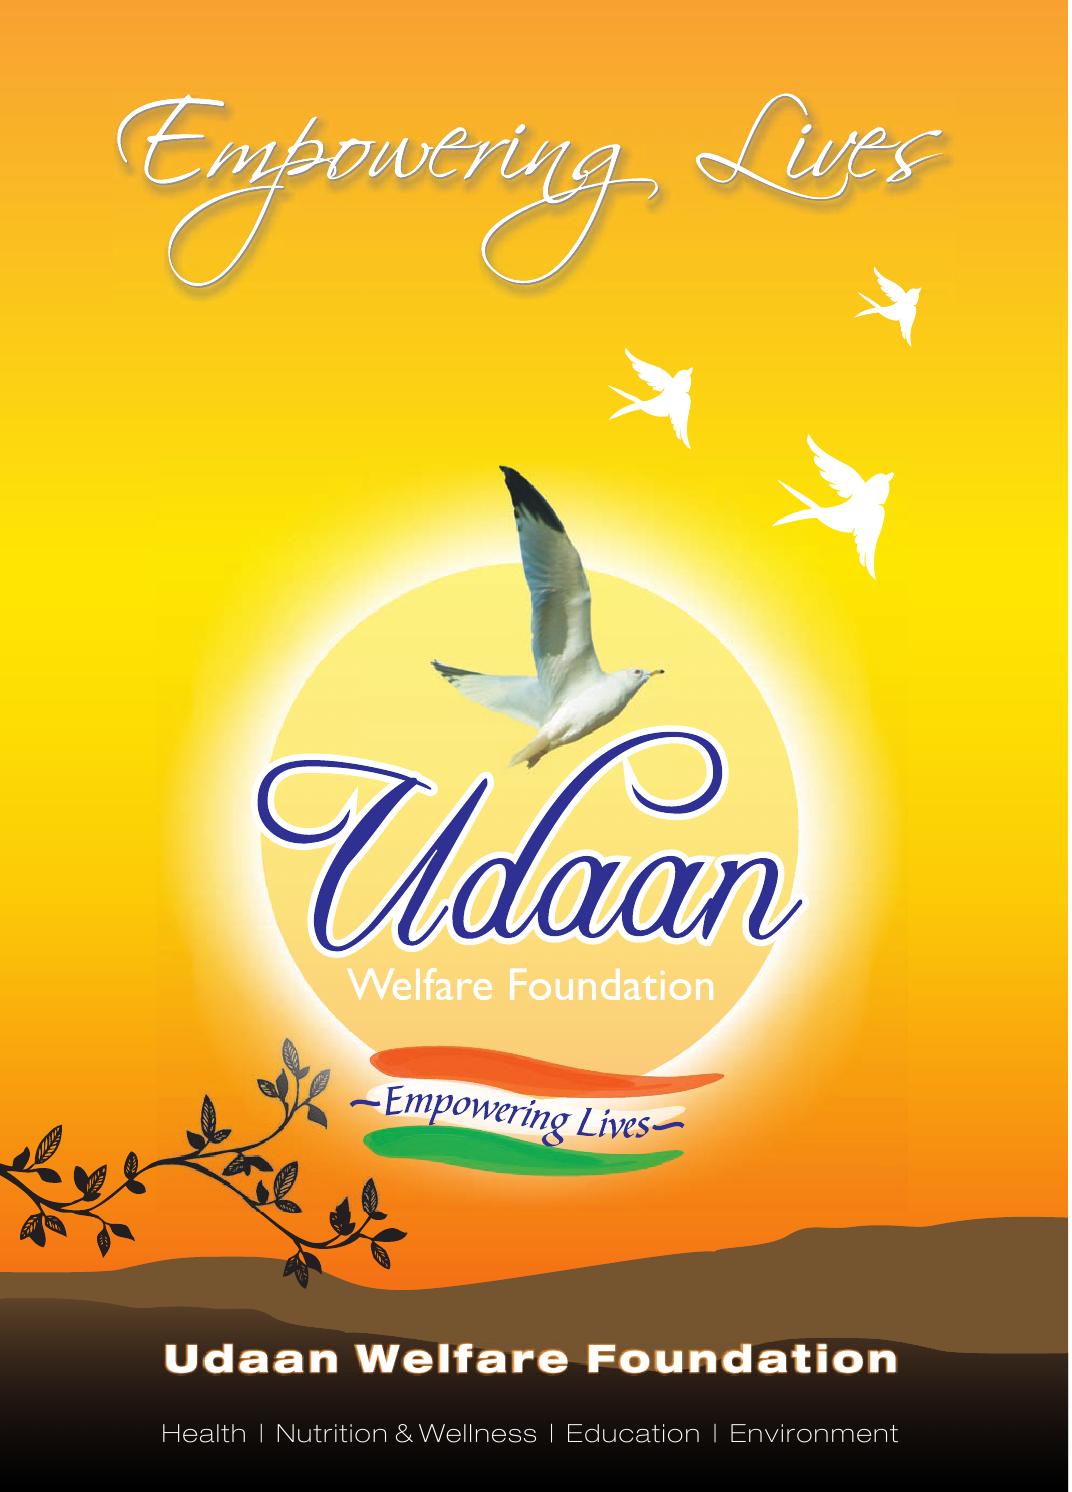 Empowering Lives
Udaan
Welfare Foundation
~Empowering Lives~
Udaan Welfare Foundation
Health | Nutrition & Wellness | Education | Environment